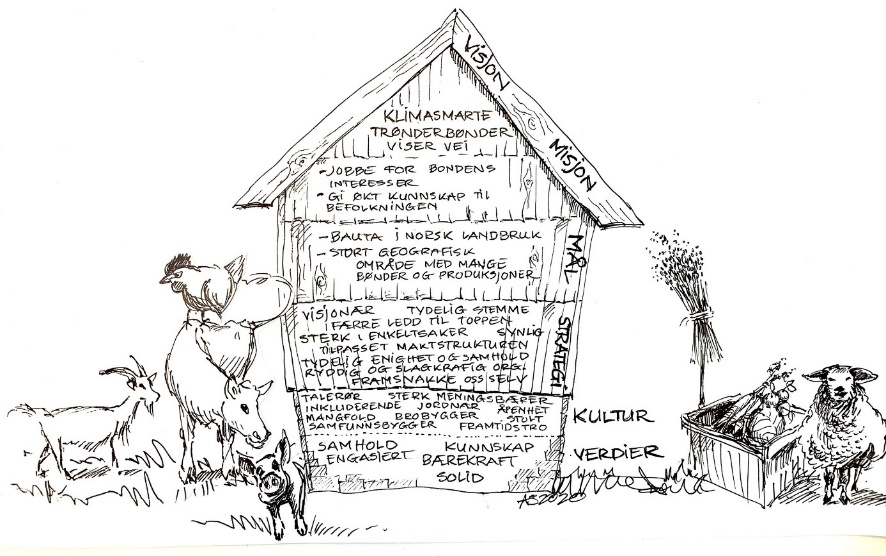 VISJON
KLIMASMARTE
TRØNDERBØNDER
VISER VEI
MISJON
- JOBBE FOR BONDENS
INTERESSER
- GI ØKT KUNNSKAP TIL
BEFOLKNINGEN
MÅL
- BAUTA I NORSK LANDBRUK
- STORT GEOGRAFISK
OMRÅDE MED MANGE
BØNDER OG PRODUKSJONER
STRATEGI
VISJONÆR TYDELIG STEMME
FÆRRE LEDD TIL TOPPEN
STERK I ENKELTSAKER SYNLIG
TILPASSET MAKTSTRUKTUREN
TYDELIG ENIGHET OG SAMHOLD
RYDDIG OG SLAGKRAFIG ORG.
FRAMSNAKKE OSS SELV
TALERØR STERK MENINGSBÆRER
INKLUDERENDE JORDNÆR ÅPENHET
MANGFOLD BROBYGGER STOLT
SAMFUNNSBYGGER FRAMTIDSTRO
KULTUR
SAMHOLD KUNNSKAP
ENGASJERT BÆREKRAFT
SOLID
VERDIER
2020